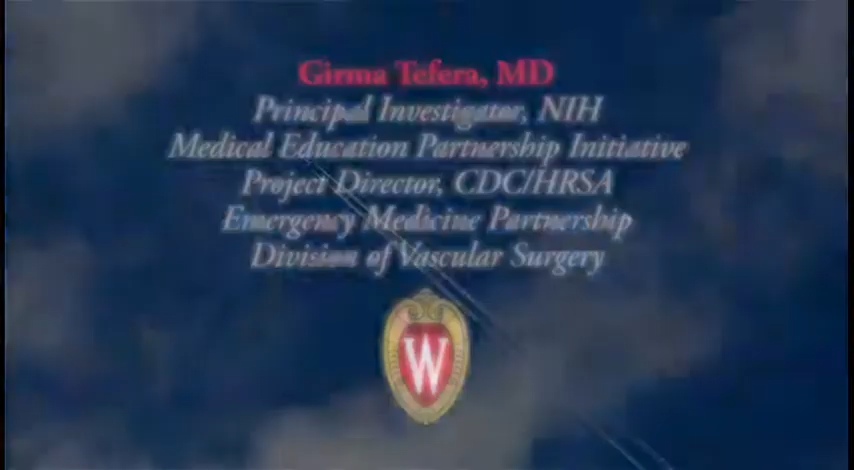 Girma Tefera, MD
Principal Investigator, NIH
Medical Education Partnership Initiative
Project Director, CDC/HRSA
Emergency Medicine Partnership
Division of Vascular Surgery
W